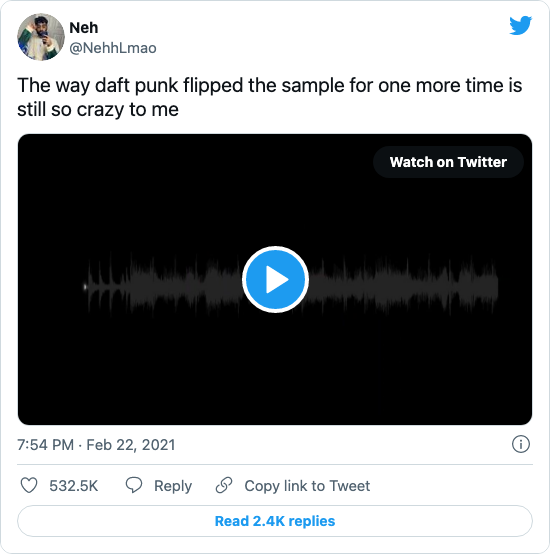 Neh
@NehhLmao
The way daft punk flipped the sample for one more time is
still so crazy to me
Watch on Twitter
7:54 PM · Feb 22, 2021
532.5K Reply Copy link to Tweet
Read 2.4K replies